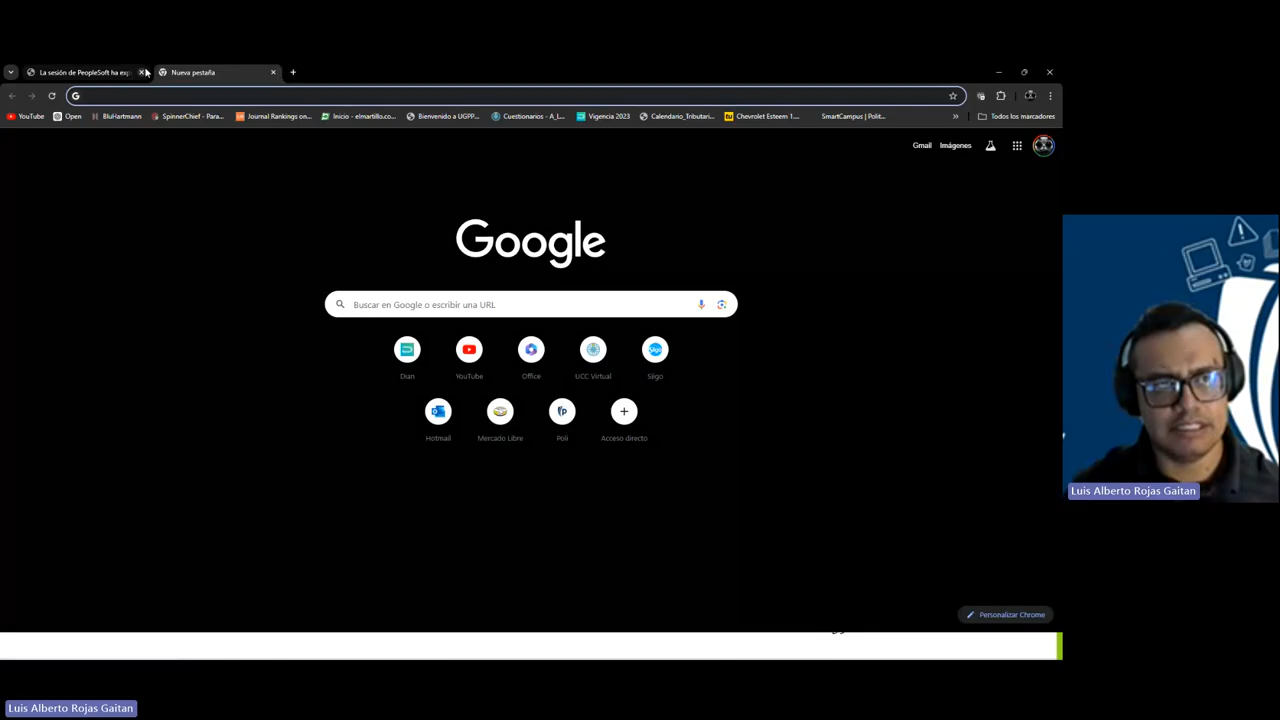 La sesión de PeopleSoft ha exp
Nueva pestaña
YouTube
Open
BluHartmann
SpinnerChief - Para...
Journal Rankings on...
Inicio - elmartillo.co...
Bienvenido a UGPP...
Cuestionarios - A_I...
Vigencia 2023
Calendario_Tributari...
Chevrolet Esteem 1....
SmartCampus | Polit...
»
Todos los marcadores
Gmail
Imágenes
Google
Buscar en Google o escribir una URL
Dian
YouTube
Office
UCC Virtual
Siigo
Hotmail
Mercado Libre
Poli
Acceso directo
Personalizar Chrome
Luis Alberto Rojas Gaitan
Luis Alberto Rojas Gaitan